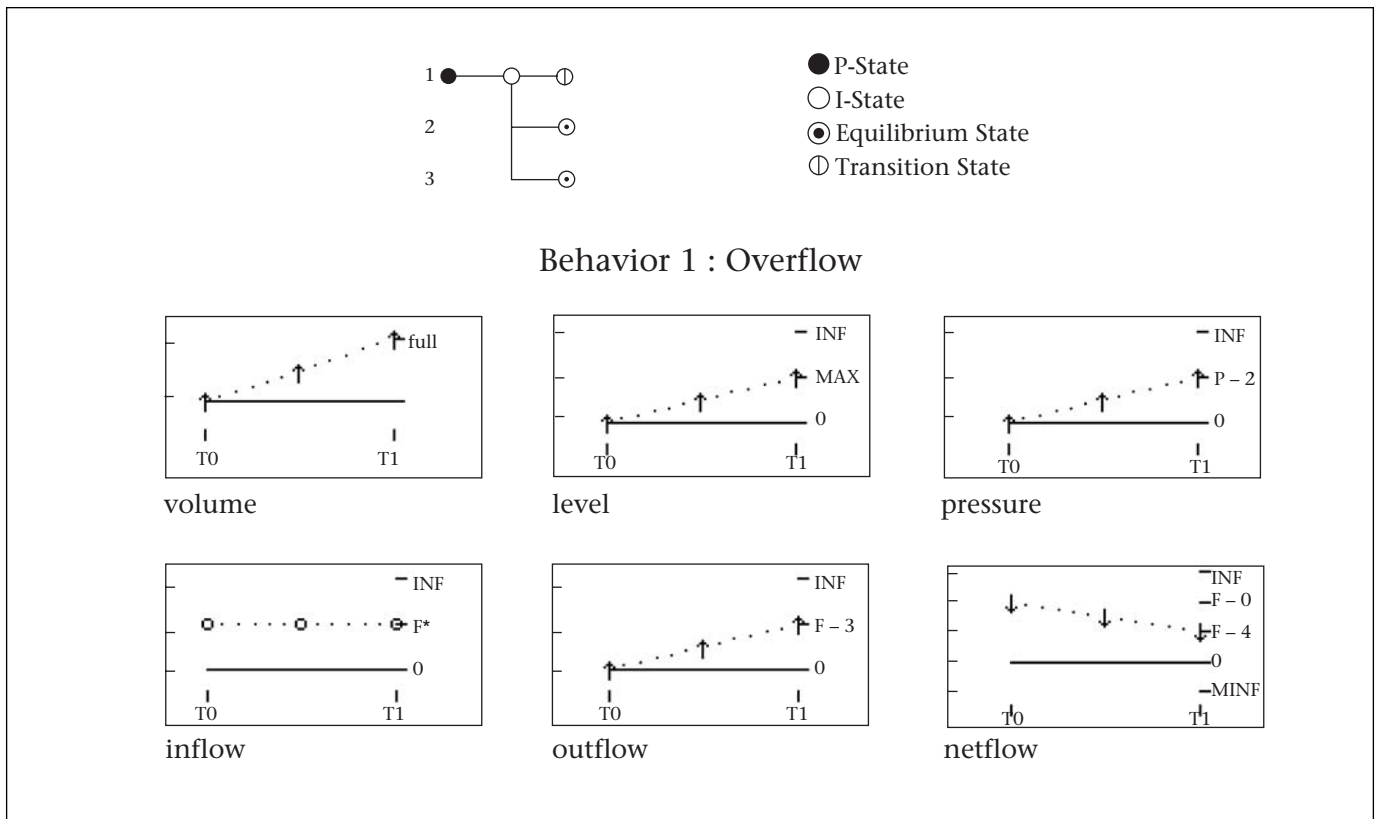 1
2
3
P-State
I-State
Equilibrium State
Transition State
Behavior 1 : Overflow
full
T0 T1
volume
INF
MAX
0
T0 T1
level
INF
P – 2
0
T0 T1
pressure
INF
F*
0
T0 T1
inflow
INF
F – 3
0
T0 T1
outflow
INF
F – 0
F – 4
0
MINF
T0 T1
netflow